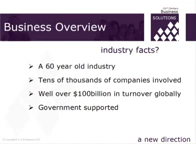 Business Overview
Business
SOLUTIONS
industry facts?
➢ A 60 year old industry
➢ Tens of thousands of companies involved
➢ Well over $100billion in turnover globally
➢ Government supported
a new direction